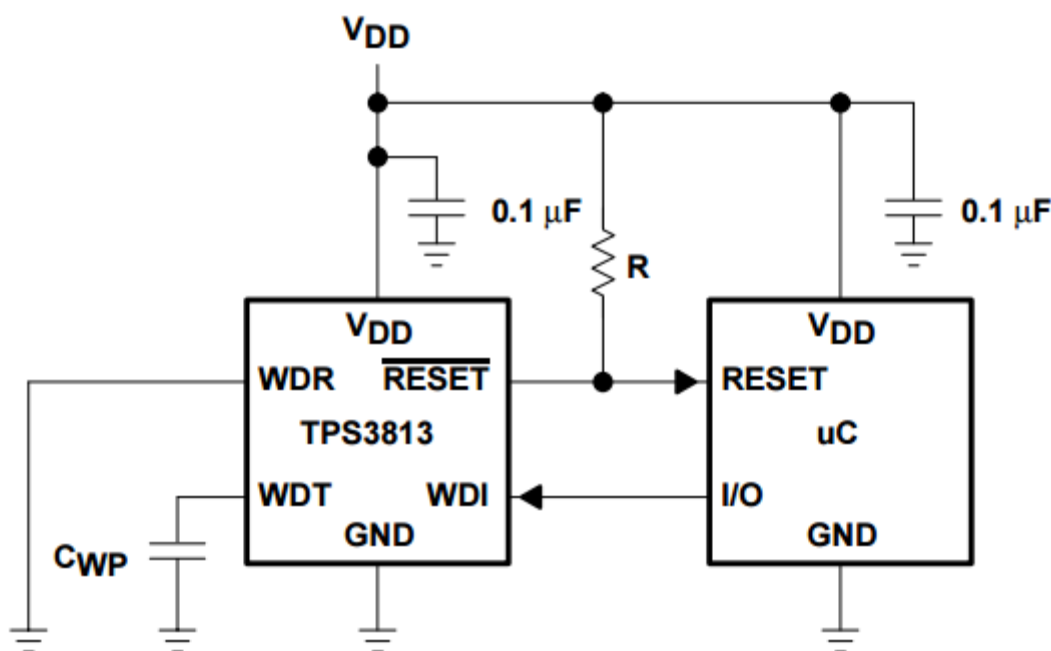 VDD
0.1 μF
0.1 μF
R
VDD
WDR
RESET
TPS3813
WDT
WDI
GND
VDD
RESET
uC
I/O
GND
CWP